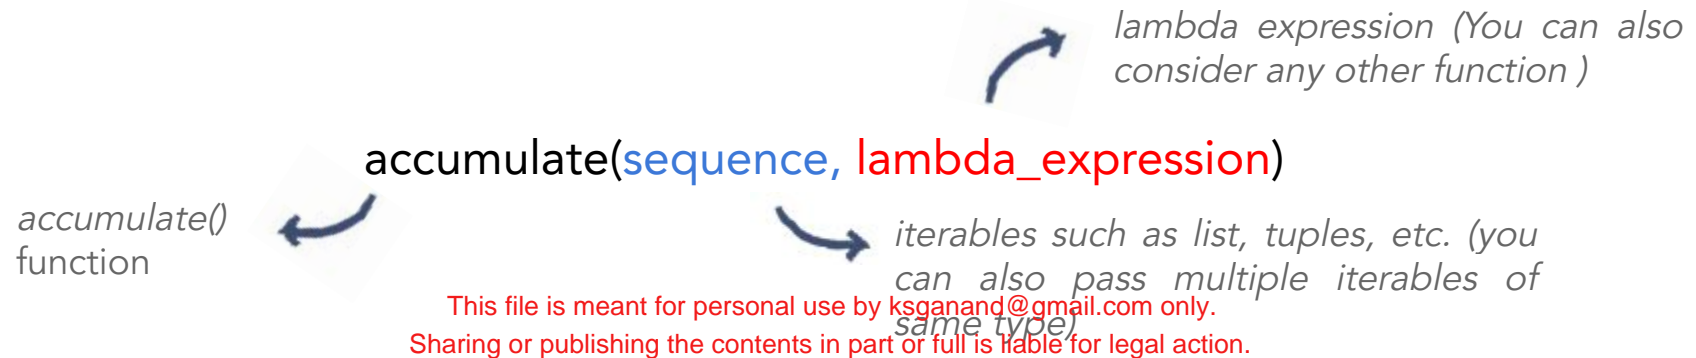 lambda expression (You can also
consider any other function )
accumulate(sequence, lambda_expression)
accumulate()
function
iterables such as list, tuples, etc. (you
can also pass multiple iterables of
same type)
This file is meant for personal use by ksganand@gmail.com only.
Sharing or publishing the contents in part or full is liable for legal action.